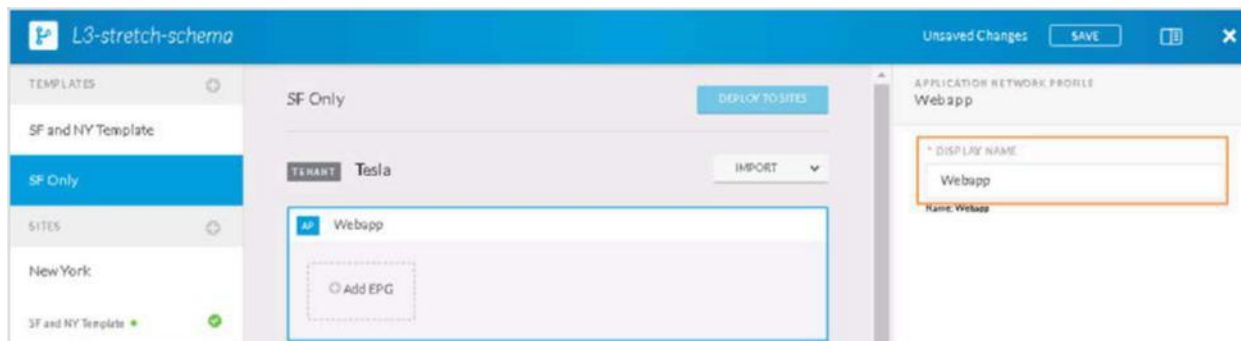 L3-stretch-schema
Unsaved Changes SAVE
TEMPLATES
SF and NY Template
SF Only
SITES
New York
SF and NY Template
SF Only
DEPLOY TO SITES
TENANT Tesla
IMPORT
AP Webapp
Add EPG
APPLICATION NETWORK PROFILE
Webapp
* DISPLAY NAME
Webapp
Name: Webapp